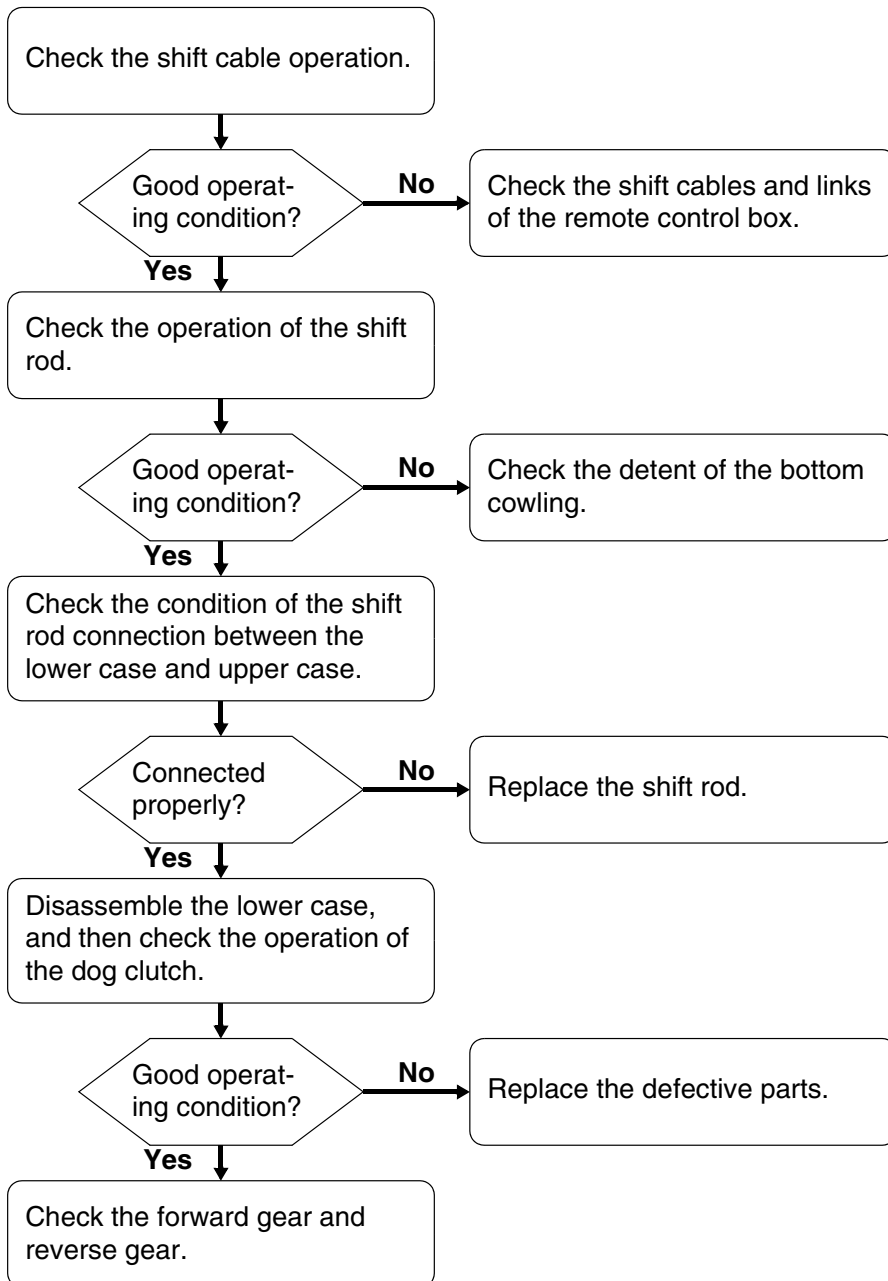 Check the shift cable operation.
Good operat-
ing condition?
No
Check the shift cables and links
of the remote control box.
Yes
Check the operation of the shift
rod.
Good operat-
ing condition?
No
Check the detent of the bottom
cowling.
Yes
Check the condition of the shift
rod connection between the
lower case and upper case.
Connected
properly?
No
Replace the shift rod.
Yes
Disassemble the lower case,
and then check the operation of
the dog clutch.
Good operat-
ing condition?
No
Replace the defective parts.
Yes
Check the forward gear and
reverse gear.